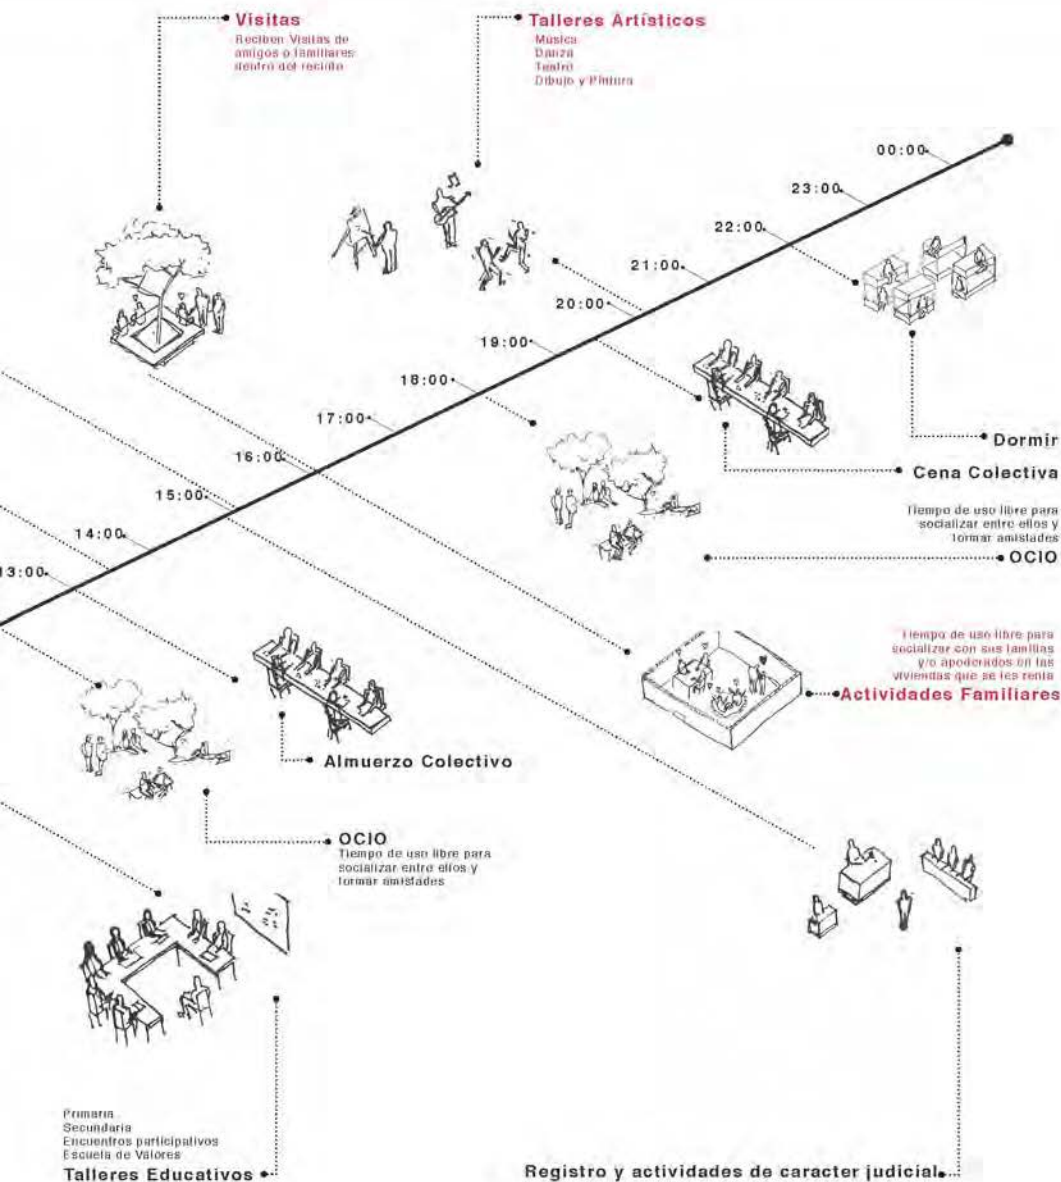 Visitas
Reciben Visitas de
amigos o familiares
dentro del recinto
Talleres Artísticos
Música
Danza
Teatro
Dibujo y Pintura
00:00
23:00
22:00
21:00
20:00
19:00
18:00
17:00
16:00
15:00
14:00
13:00
Dormir
Cena Colectiva
Tiempo de uso libre para
socializar entre ellos y
formar amistades
OCIO
Tiempo de uso libre para
socializar con sus familias
y/o apoderados en las
viviendas que se les renta
Actividades Familiares
Almuerzo Colectivo
OCIO
Tiempo de uso libre para
socializar entre ellos y
formar amistades
Primaria
Secundaria
Encuentros participativos
Escuela de Valores
Talleres Educativos
Registro y actividades de caracter judicial